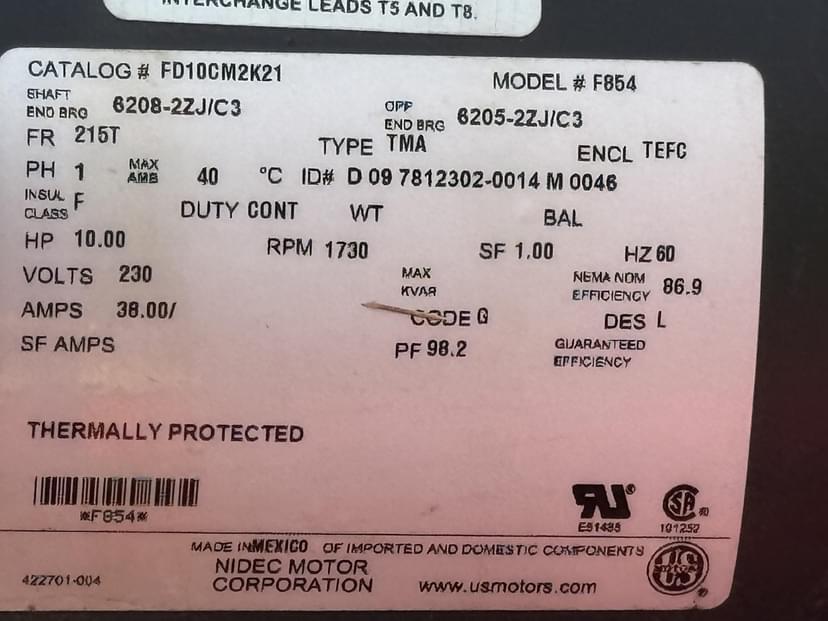 INTERCHANGE LEADS T5 AND T8.
CATALOG # FD10CM2K21 MODEL # F854
SHAFT END BRG 6208-2ZJ/C3 OPP END BRG 6205-2ZJ/C3
FR 215T TYPE TMA ENCL TEFC
PH 1 MAX AMB 40 °C ID# D 09 7812302-0014 M 0046
INSUL CLASS F DUTY CONT WT BAL
HP 10.00 RPM 1730 SF 1.00 HZ 60
VOLTS 230 MAX KVAR NEMA NOM EFFICIENCY 86.9
AMPS 38.00/ CODE G DES L
SF AMPS PF 98.2 GUARANTEED EFFICIENCY
THERMALLY PROTECTED
*F854*
E51435 101252
MADE IN MEXICO OF IMPORTED AND DOMESTIC COMPONENTS
NIDEC MOTOR
CORPORATION www.usmotors.com
422701-004
US
MOTORS